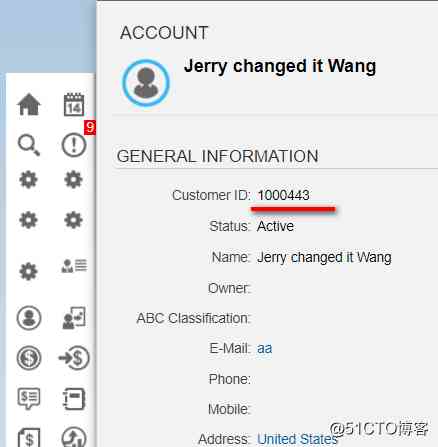 ACCOUNT
Jerry changed it Wang
14
9
GENERAL INFORMATION
Customer ID: 1000443
Status: Active
Name: Jerry changed it Wang
Owner:
ABC Classification:
E-Mail: aa
Phone:
Mobile:
Address: United States
@51CTO博客